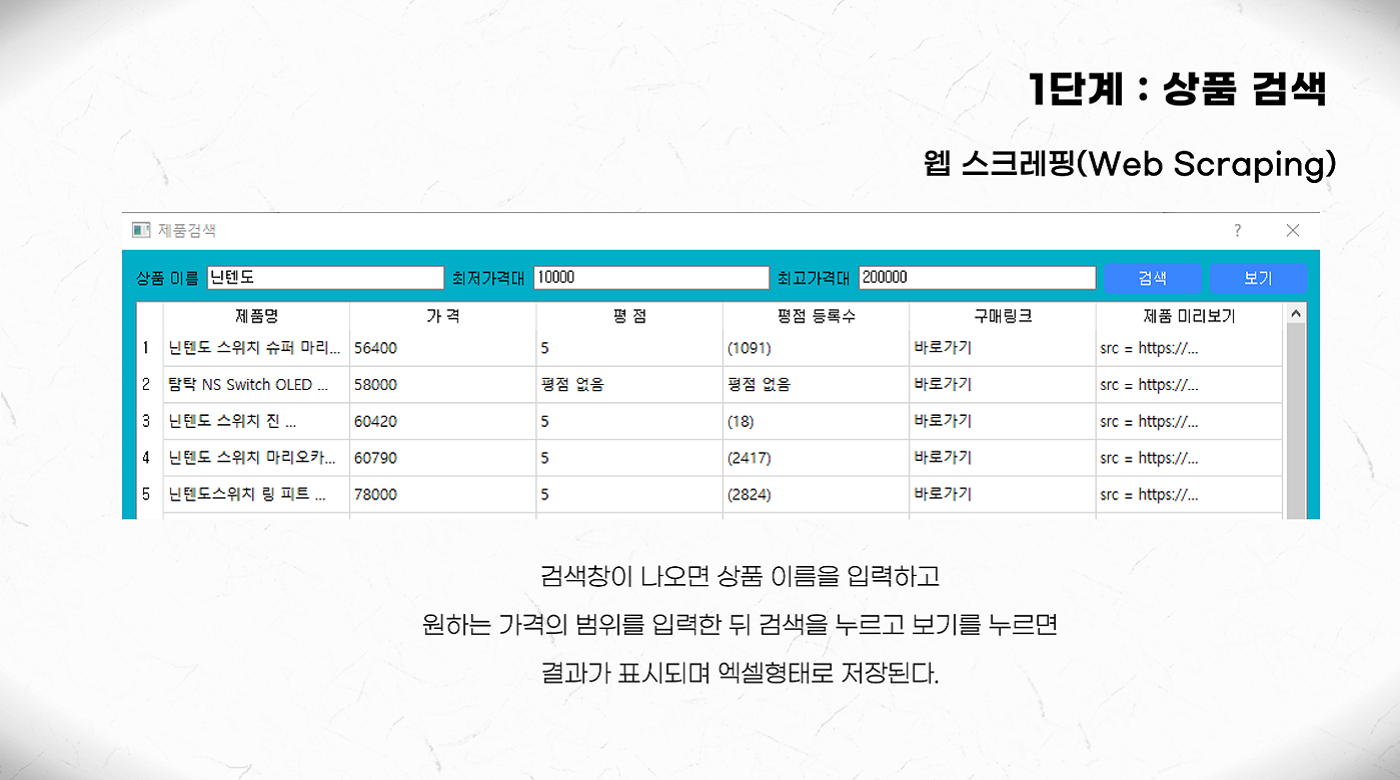 1단계 : 상품 검색
웹 스크레핑(Web Scraping)
제품검색 ?
상품 이름 닌텐도 최저가격대 10000 최고가격대 200000 검색 보기
제품명 가 격 평 점 평점 등록수 구매링크 제품 미리보기
1 닌텐도 스위치 슈퍼 마리... 56400 5 (1091) 바로가기 src = https://...
2 탐탁 NS Switch OLED ... 58000 평점 없음 평점 없음 바로가기 src = https://...
3 닌텐도 스위치 진 ... 60420 5 (18) 바로가기 src = https://...
4 닌텐도 스위치 마리오카... 60790 5 (2417) 바로가기 src = https://...
5 닌텐도스위치 링 피트 ... 78000 5 (2824) 바로가기 src = https://...
검색창이 나오면 상품 이름을 입력하고
원하는 가격의 범위를 입력한 뒤 검색을 누르고 보기를 누르면
결과가 표시되며 엑셀형태로 저장된다.